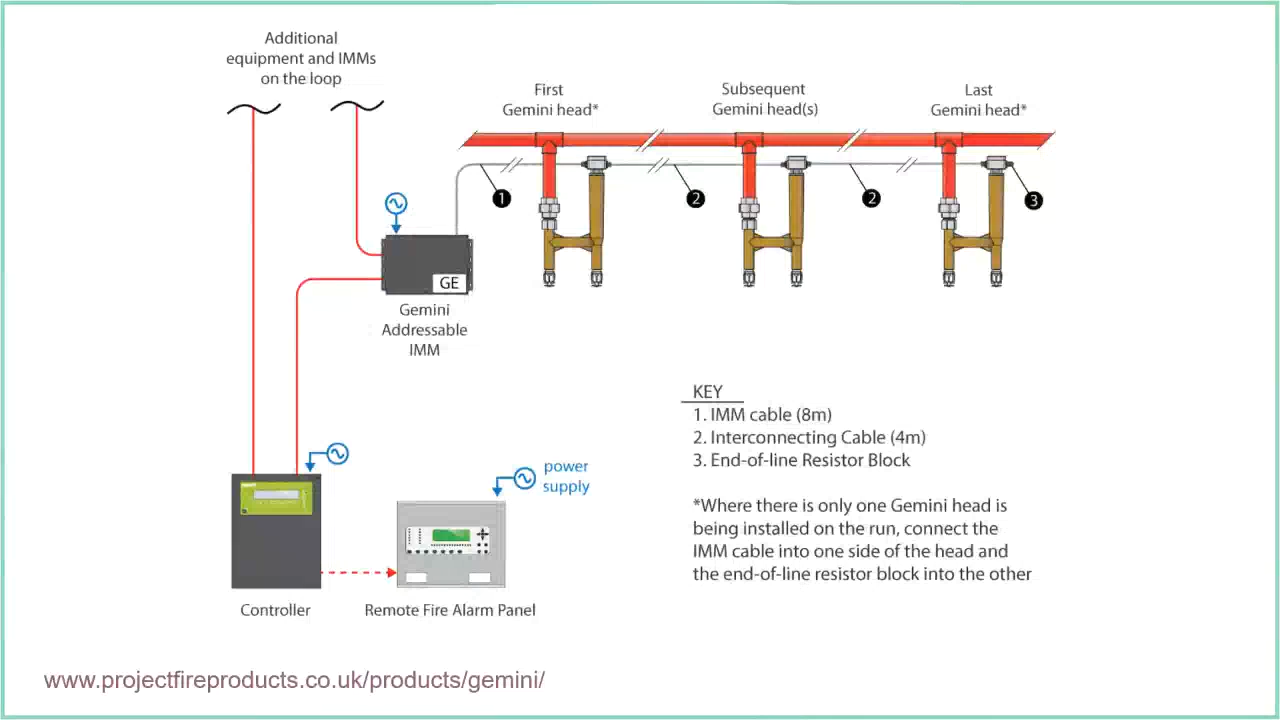 Additional
equipment and IMMs
on the loop
First
Gemini head*
Subsequent
Gemini head(s)
Last
Gemini head*
1
2
2
3
GE
Gemini
Addressable
IMM
KEY
1. IMM cable (8m)
2. Interconnecting Cable (4m)
3. End-of-line Resistor Block
power
supply
*Where there is only one Gemini head is
being installed on the run, connect the
IMM cable into one side of the head and
the end-of-line resistor block into the other
Controller
Remote Fire Alarm Panel
www.projectfireproducts.co.uk/products/gemini/